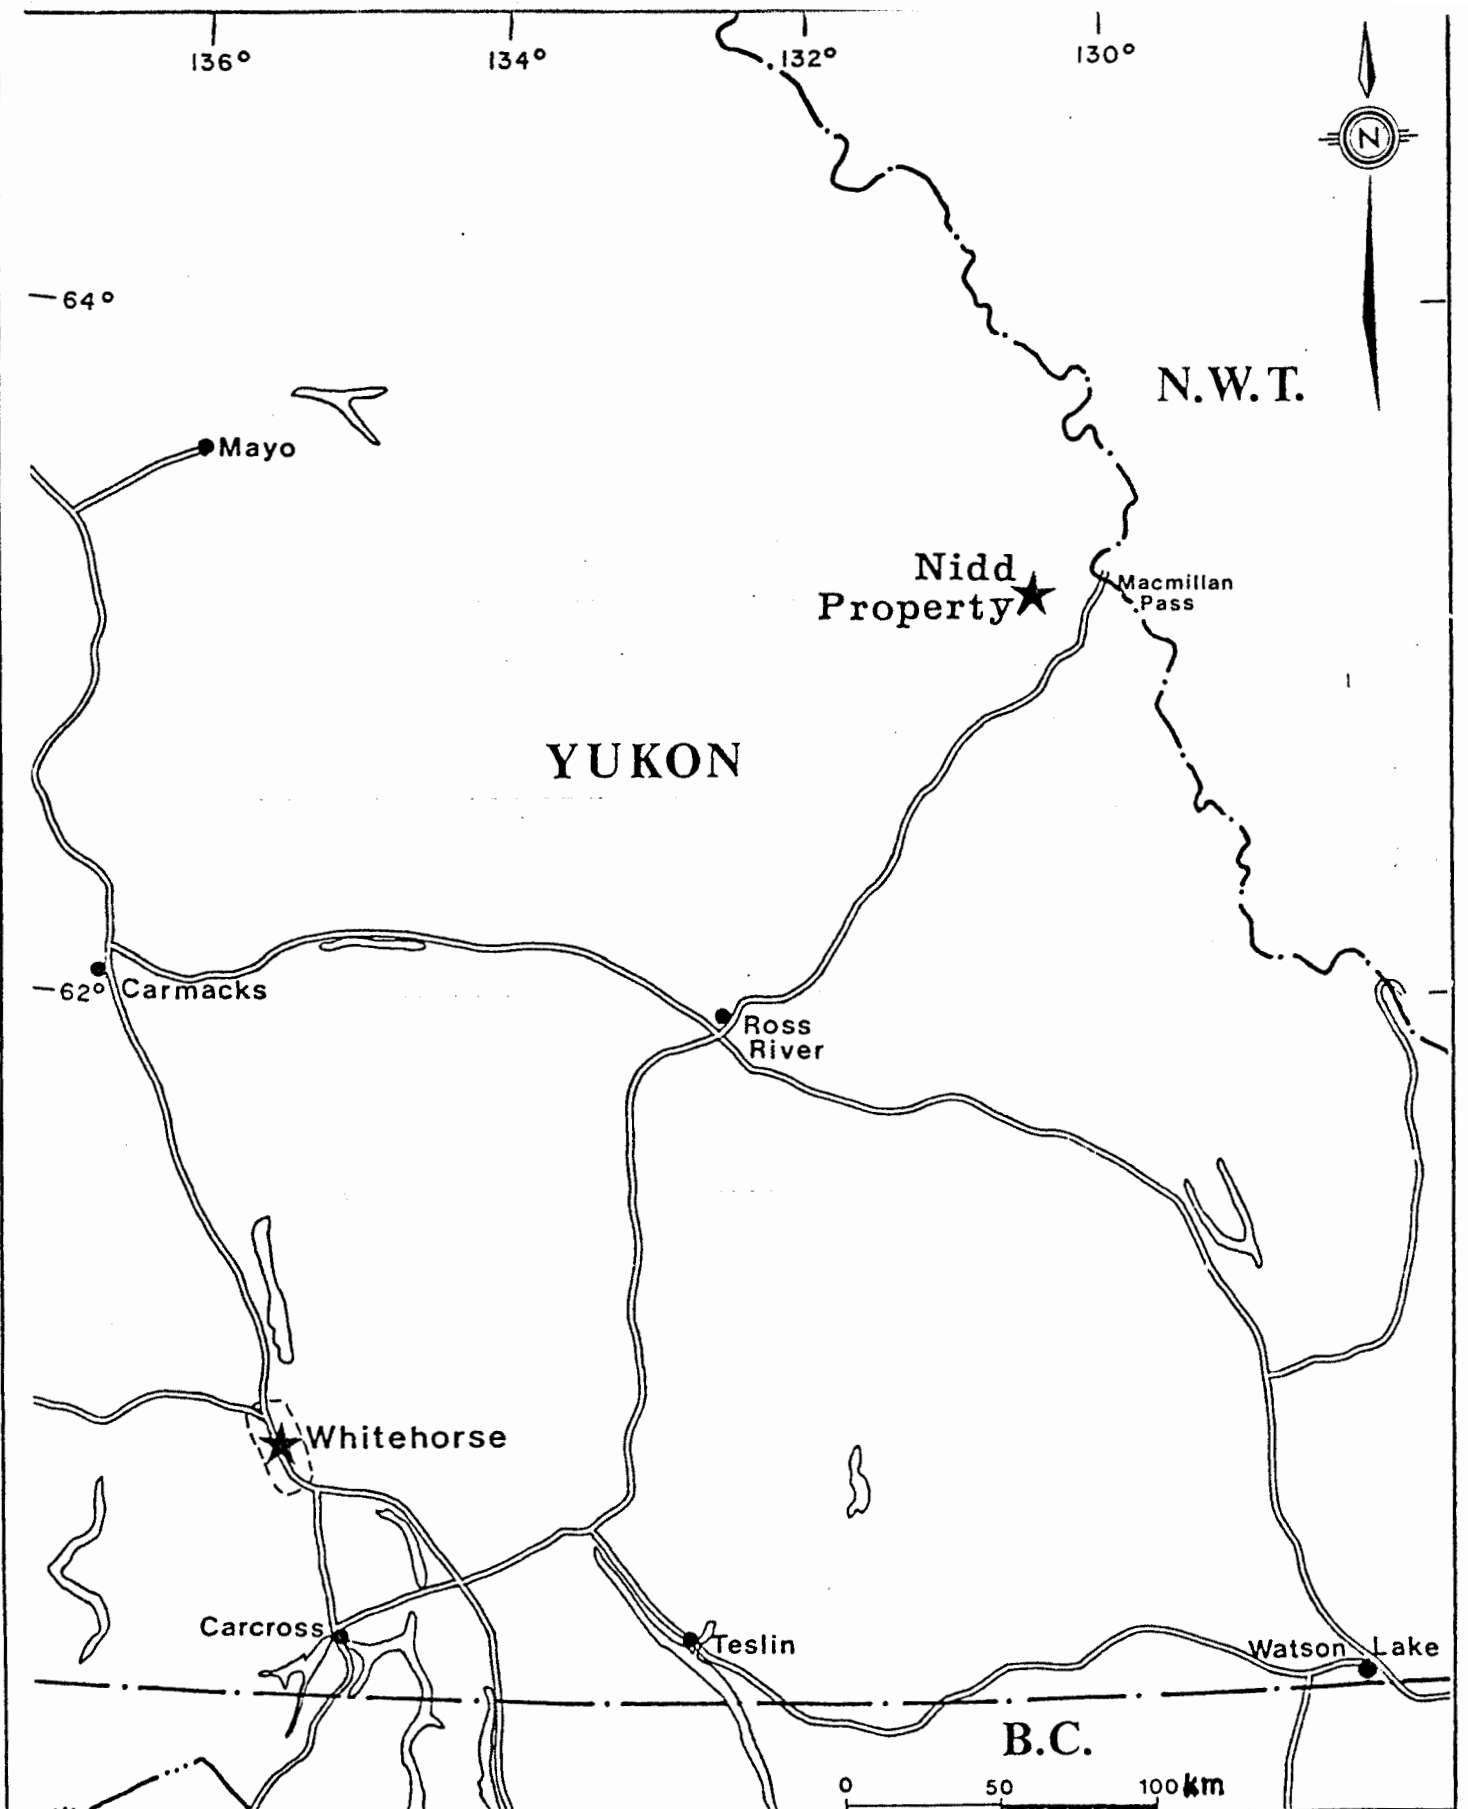 136°
134°
132°
130°
N
64°
N.W.T.
Mayo
Nidd
Property
Macmillan
Pass
YUKON
62°
Carmacks
Ross
River
Whitehorse
Carcross
Teslin
Watson Lake
B.C.
0 50 100 km